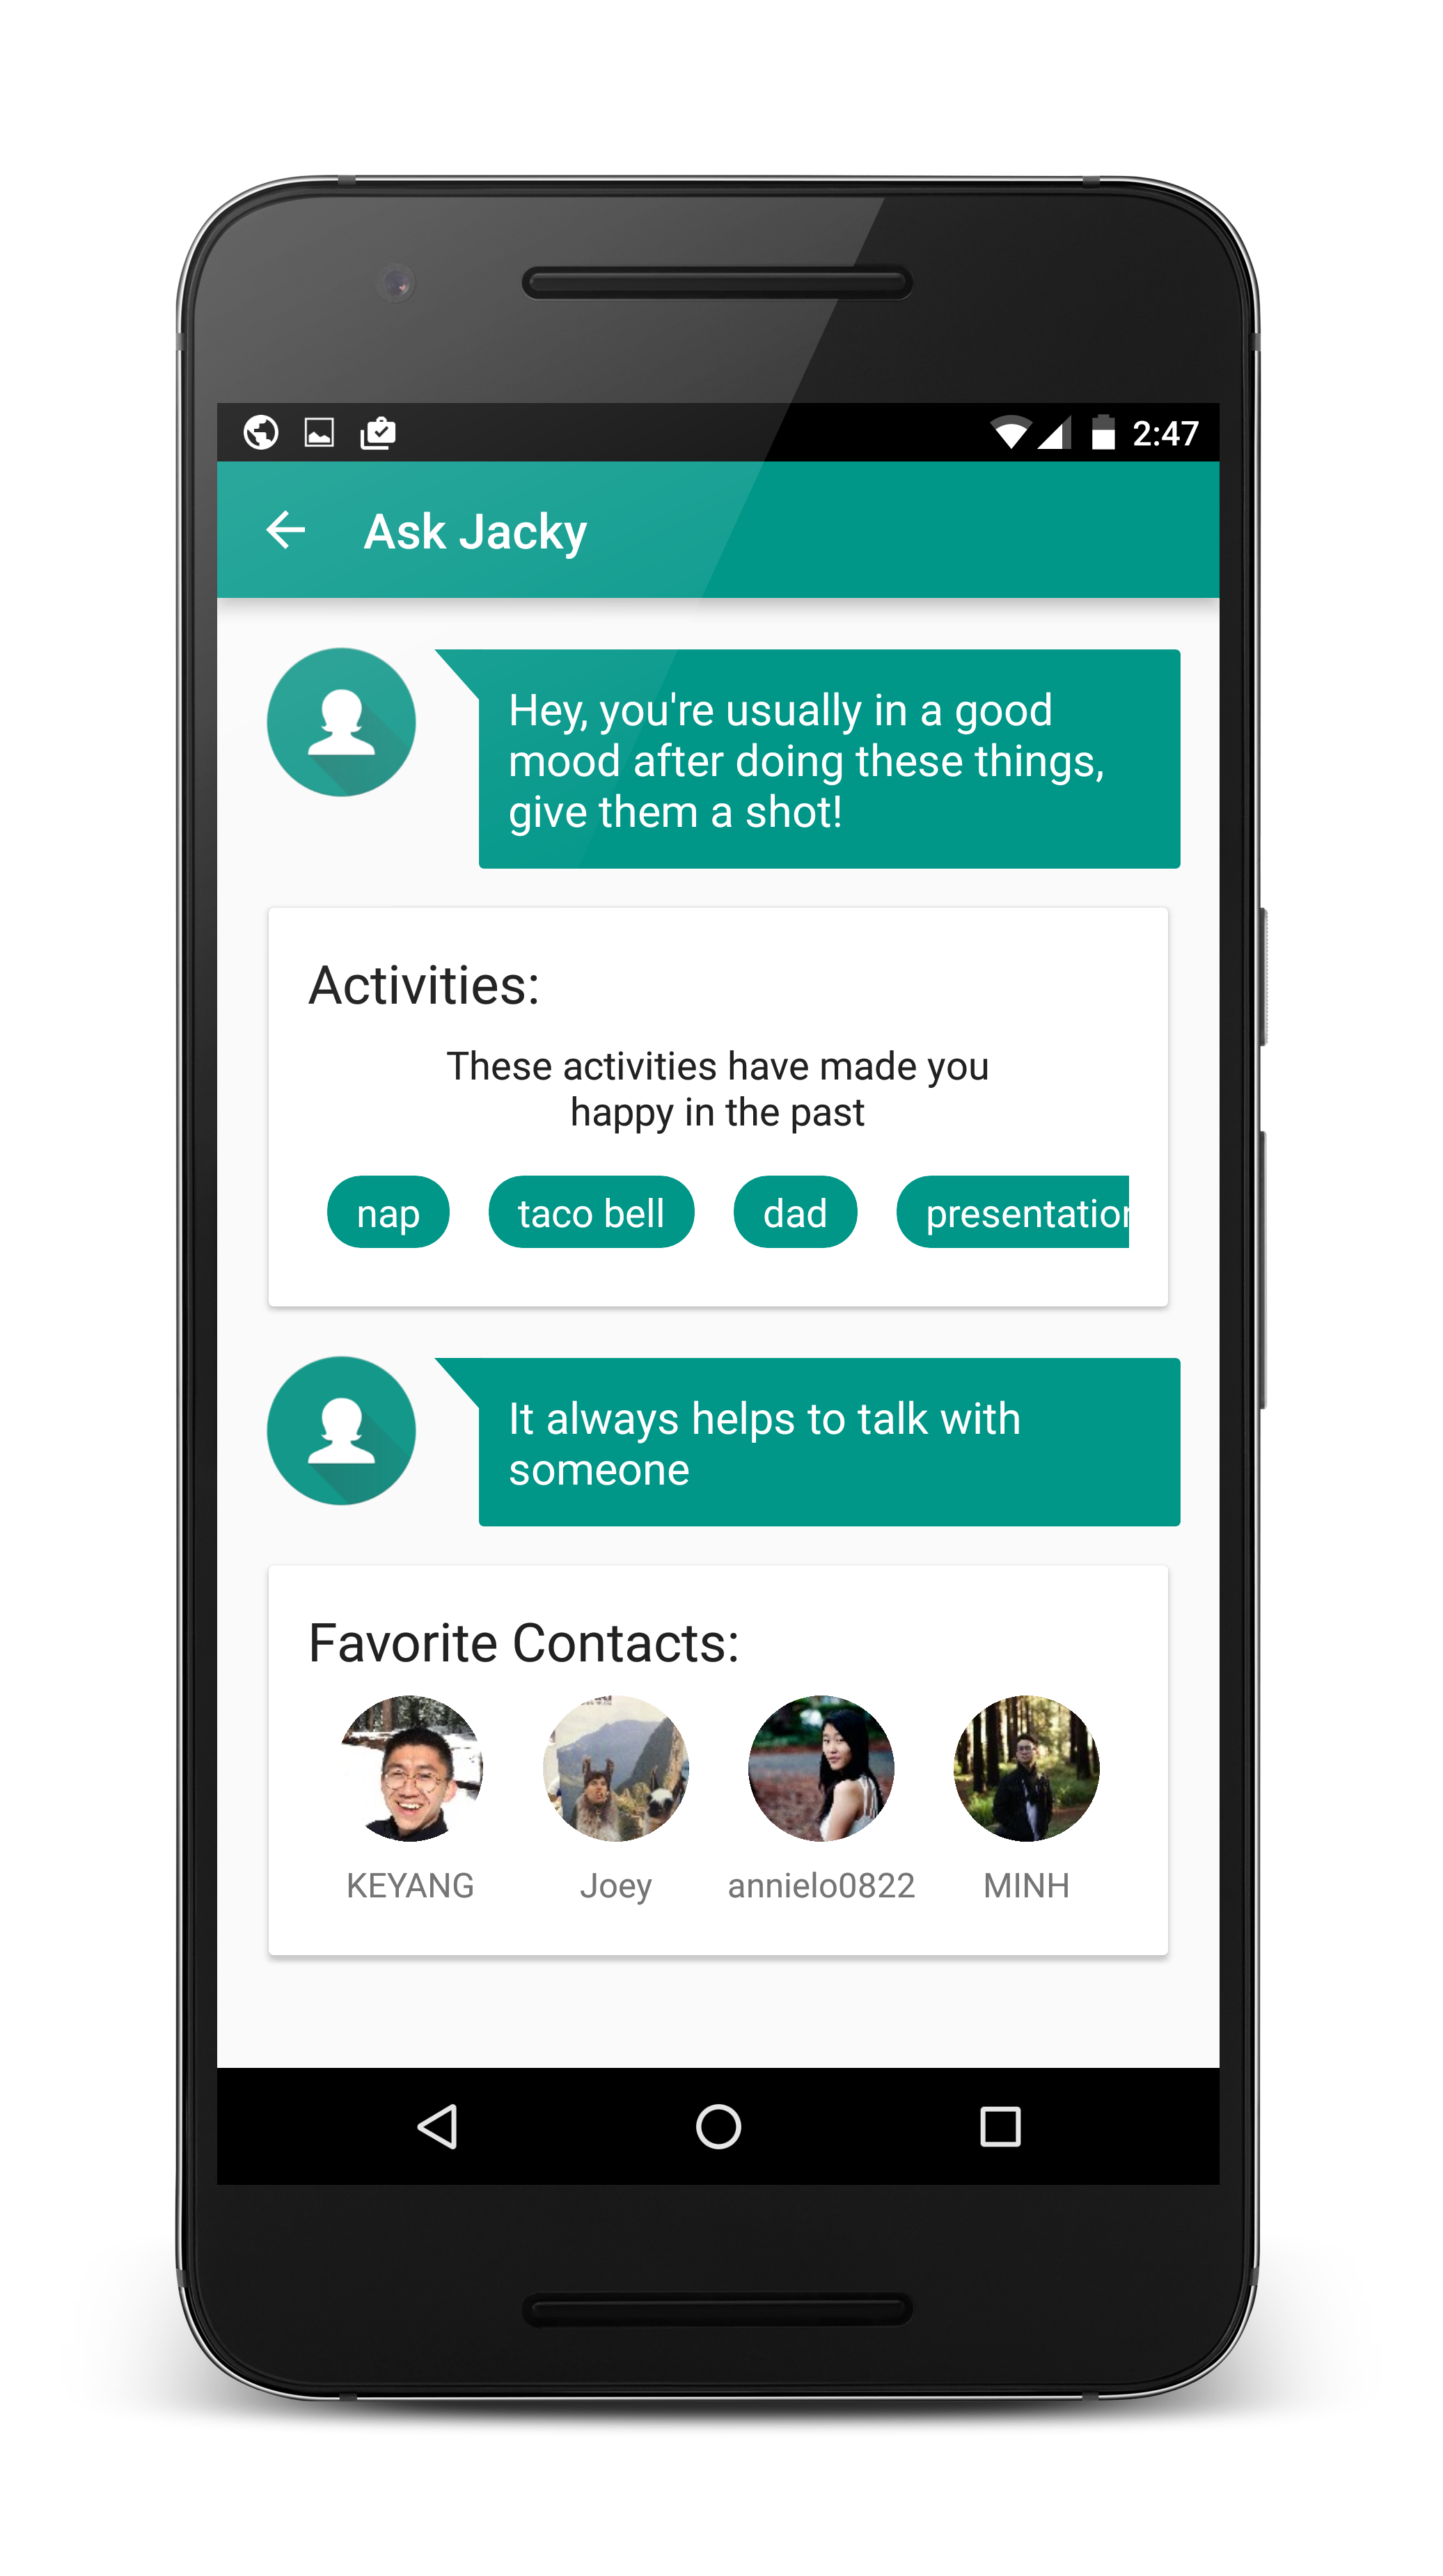 2:47
Ask Jacky
Hey, you're usually in a good
mood after doing these things,
give them a shot!
Activities:
These activities have made you
happy in the past
nap taco bell dad presentation
It always helps to talk with
someone
Favorite Contacts:
KEYANG Joey annielo0822 MINH